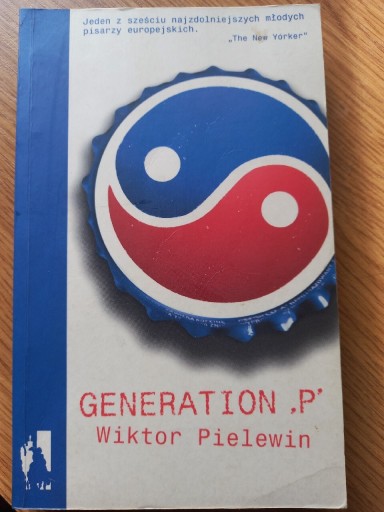 Jeden z sześciu najzdolniejszych młodych
pisarzy europejskich.
„The New Yorker”
GENERATION ‚P’
Wiktor Pielewin